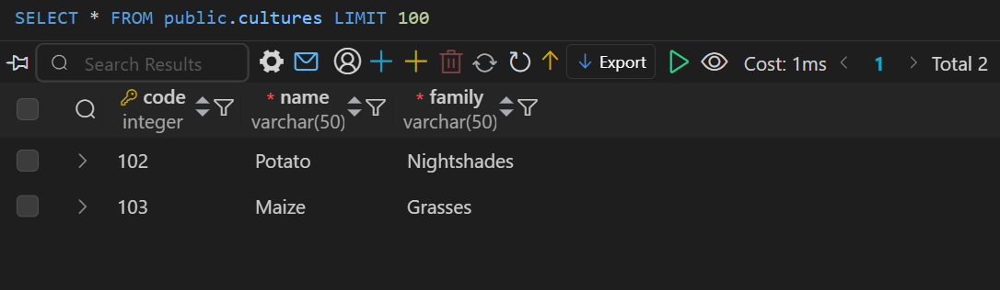 SELECT * FROM public.cultures LIMIT 100
Search Results Export Cost: 1ms 1 Total 2
code * name * family
integer varchar(50) varchar(50)
102 Potato Nightshades
103 Maize Grasses